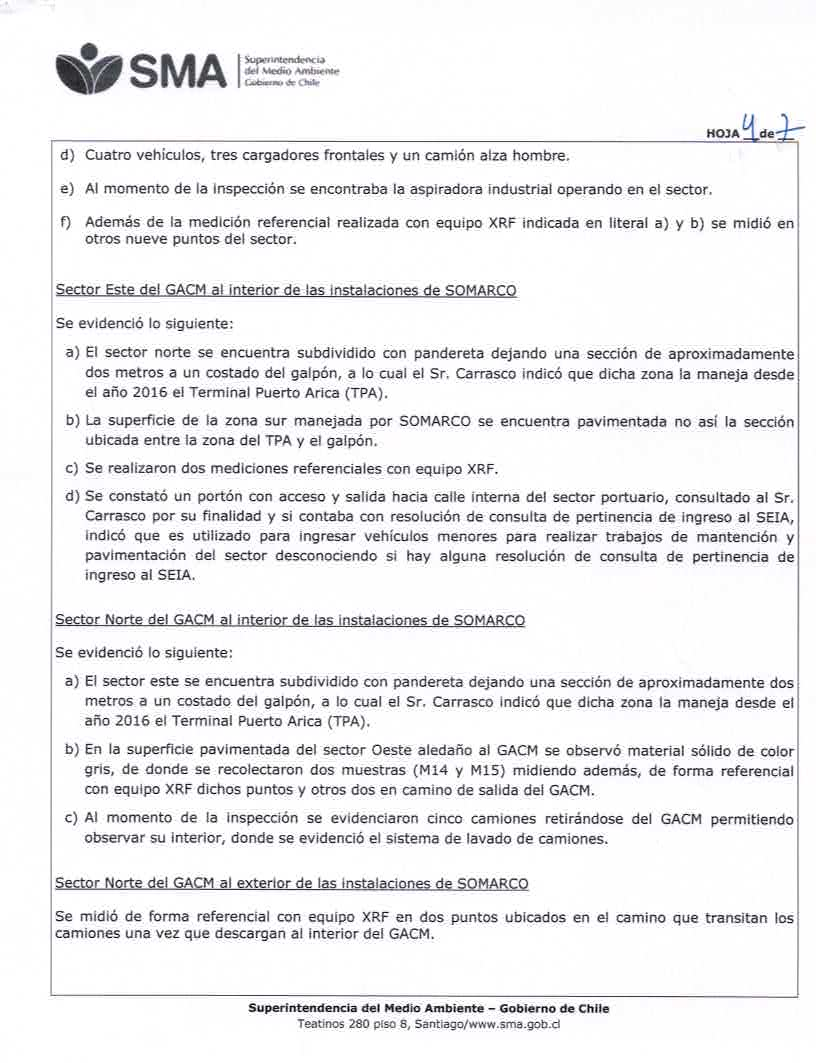 SMA
Superintendencia
del Medio Ambiente
Gobierno de Chile
HOJA 4 de 7
d) Cuatro vehículos, tres cargadores frontales y un camión alza hombre.
e) Al momento de la inspección se encontraba la aspiradora industrial operando en el sector.
f) Además de la medición referencial realizada con equipo XRF indicada en literal a) y b) se midió en
otros nueve puntos del sector.
Sector Este del GACM al interior de las instalaciones de SOMARCO
Se evidenció lo siguiente:
a) El sector norte se encuentra subdividido con pandereta dejando una sección de aproximadamente
dos metros a un costado del galpón, a lo cual el Sr. Carrasco indicó que dicha zona la maneja desde
el año 2016 el Terminal Puerto Arica (TPA).
b) La superficie de la zona sur manejada por SOMARCO se encuentra pavimentada no así la sección
ubicada entre la zona del TPA y el galpón.
c) Se realizaron dos mediciones referenciales con equipo XRF.
d) Se constató un portón con acceso y salida hacia calle interna del sector portuario, consultado al Sr.
Carrasco por su finalidad y si contaba con resolución de consulta de pertinencia de ingreso al SEIA,
indicó que es utilizado para ingresar vehículos menores para realizar trabajos de mantención y
pavimentación del sector desconociendo si hay alguna resolución de consulta de pertinencia de
ingreso al SEIA.
Sector Norte del GACM al interior de las instalaciones de SOMARCO
Se evidenció lo siguiente:
a) El sector este se encuentra subdividido con pandereta dejando una sección de aproximadamente dos
metros a un costado del galpón, a lo cual el Sr. Carrasco indicó que dicha zona la maneja desde el
año 2016 el Terminal Puerto Arica (TPA).
b) En la superficie pavimentada del sector Oeste aledaño al GACM se observó material sólido de color
gris, de donde se recolectaron dos muestras (M14 y M15) midiendo además, de forma referencial
con equipo XRF dichos puntos y otros dos en camino de salida del GACM.
c) Al momento de la inspección se evidenciaron cinco camiones retirándose del GACM permitiendo
observar su interior, donde se evidenció el sistema de lavado de camiones.
Sector Norte del GACM al exterior de las instalaciones de SOMARCO
Se midió de forma referencial con equipo XRF en dos puntos ubicados en el camino que transitan los
camiones una vez que descargan al interior del GACM.
Superintendencia del Medio Ambiente – Gobierno de Chile
Teatinos 280 piso 8, Santiago/www.sma.gob.cl